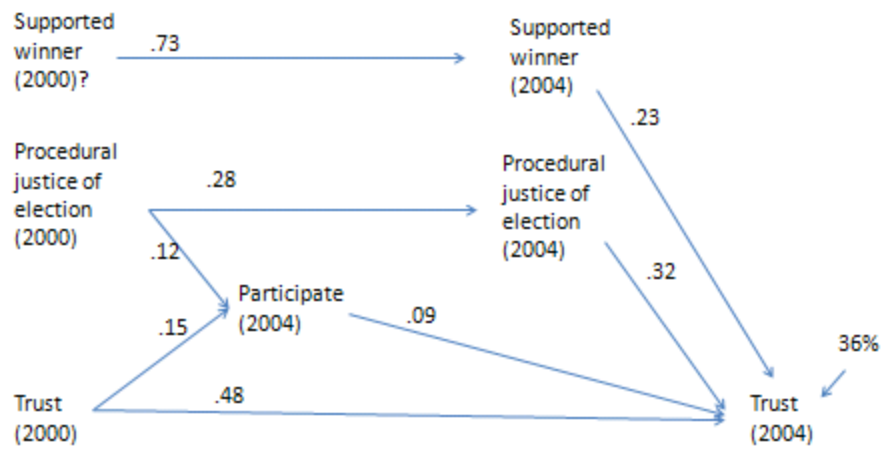 Supported
winner
(2000)?
.73
Supported
winner
(2004)
.23
Procedural
justice of
election
(2000)
.28
Procedural
justice of
election
(2004)
.12
.32
Participate
(2004)
.15
.09
36%
Trust
(2000)
.48
Trust
(2004)